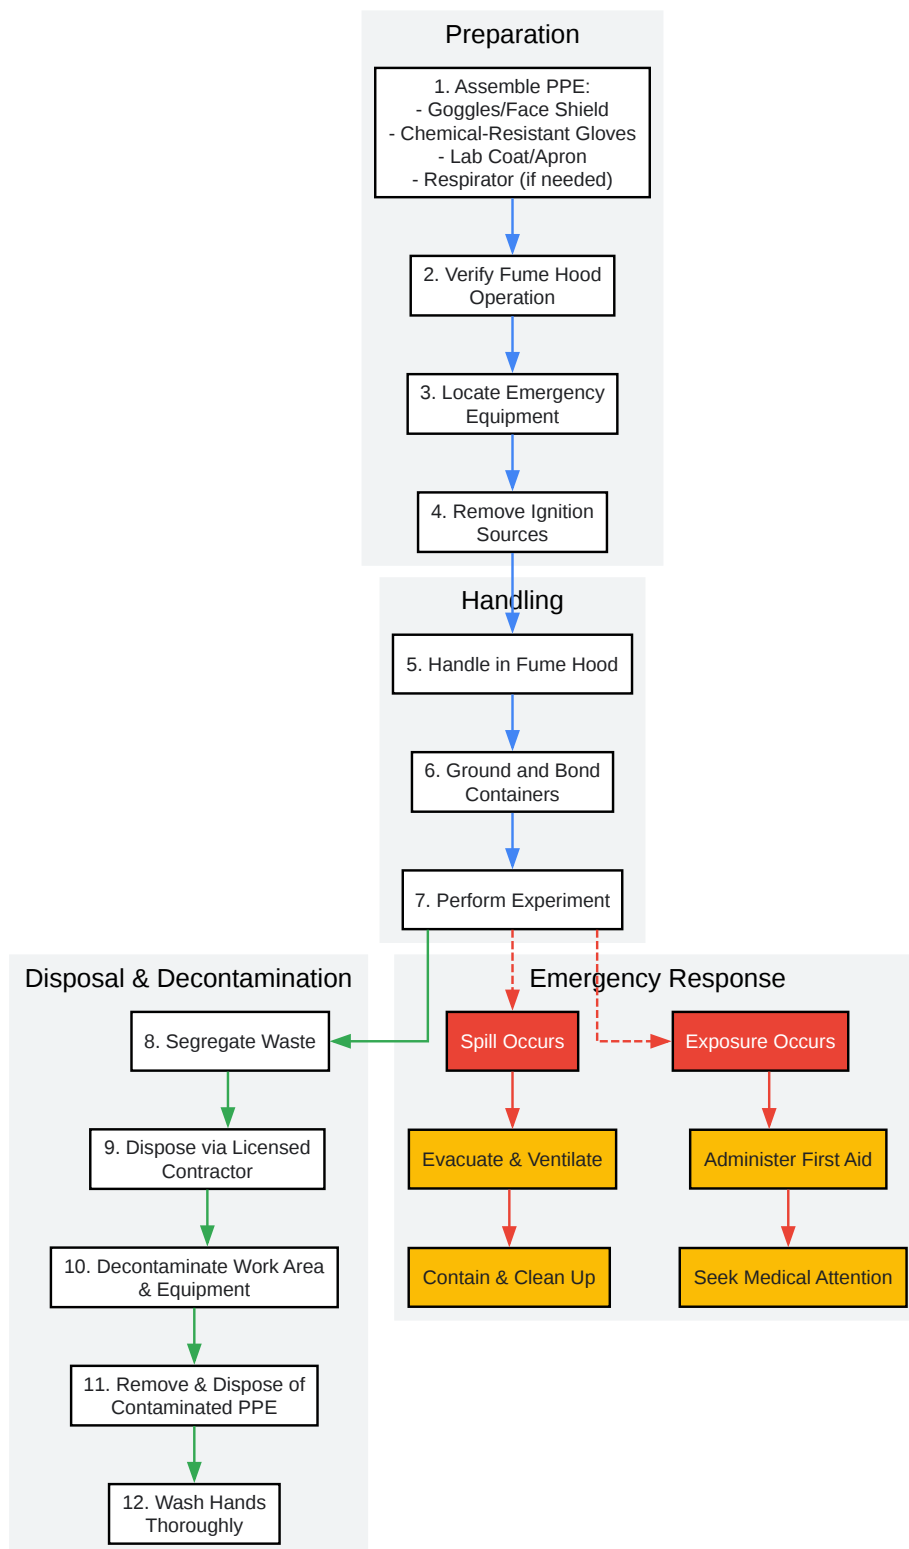 Preparation
1. Assemble PPE:
- Goggles/Face Shield
- Chemical-Resistant Gloves
- Lab Coat/Apron
- Respirator (if needed)
2. Verify Fume Hood
Operation
3. Locate Emergency
Equipment
4. Remove Ignition
Sources
Handling
5. Handle in Fume Hood
6. Ground and Bond
Containers
7. Perform Experiment
Disposal & Decontamination
8. Segregate Waste
9. Dispose via Licensed
Contractor
10. Decontaminate Work Area
& Equipment
11. Remove & Dispose of
Contaminated PPE
12. Wash Hands
Thoroughly
Emergency Response
Spill Occurs
Evacuate & Ventilate
Contain & Clean Up
Exposure Occurs
Administer First Aid
Seek Medical Attention